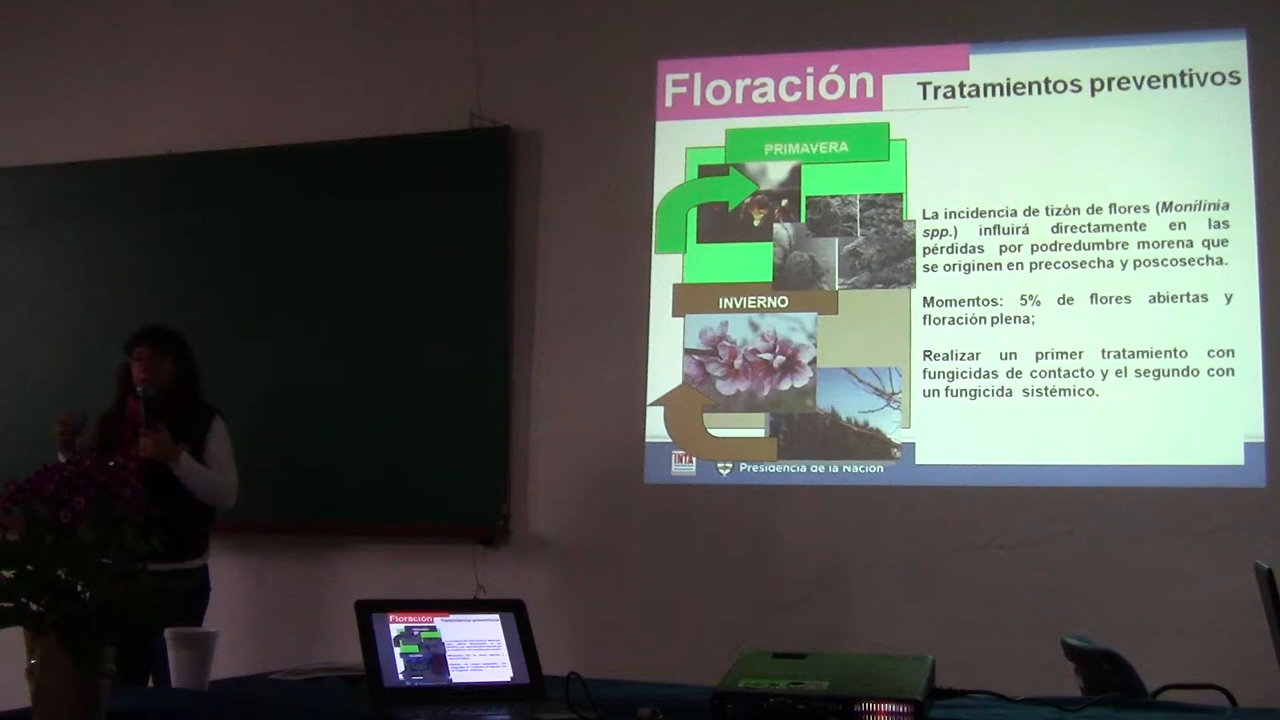 Floración
Tratamientos preventivos
PRIMAVERA
La incidencia de tizón de flores (Monilinia
spp.) influirá directamente en las
pérdidas por podredumbre morena que
se originen en precosecha y poscosecha.
INVIERNO
Momentos: 5% de flores abiertas y
floración plena;
Realizar un primer tratamiento con
fungicidas de contacto y el segundo con
un fungicida sistémico.
INTA
Presidencia de la Nación
Floración
Tratamientos preventivos